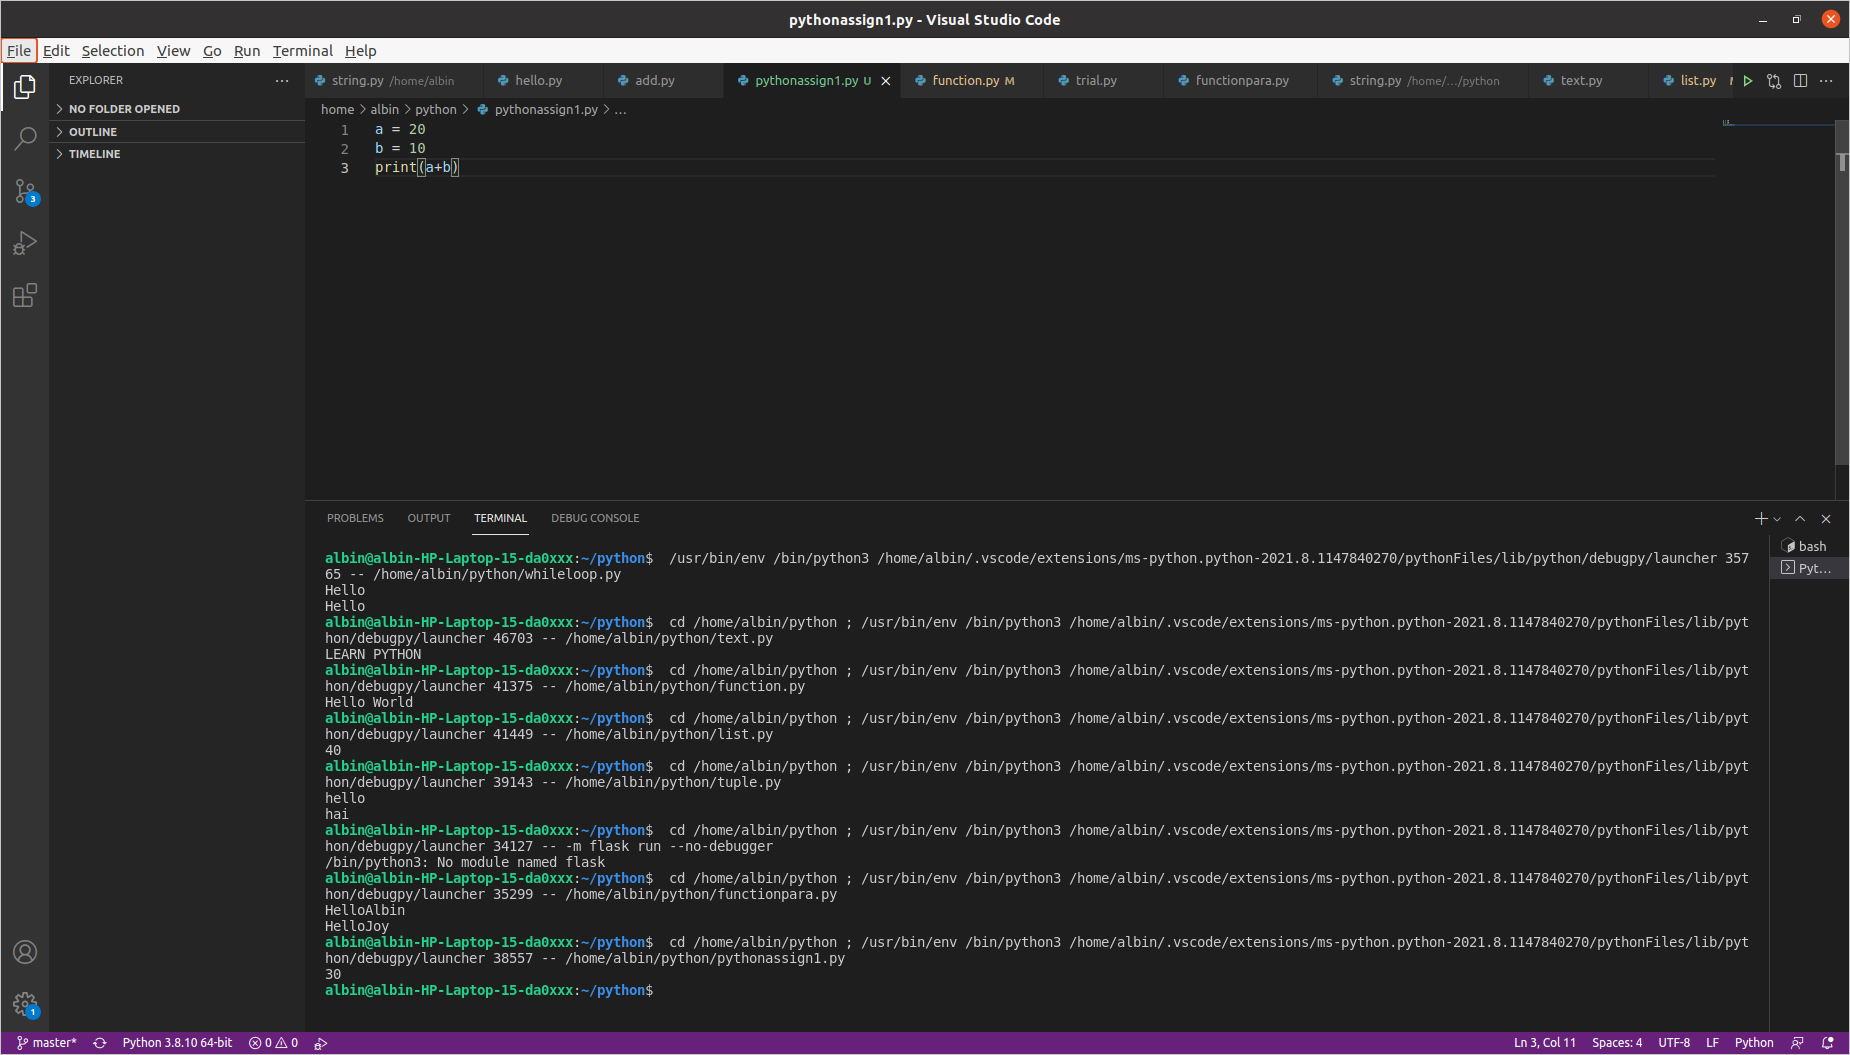 pythonassign1.py - Visual Studio Code
File Edit Selection View Go Run Terminal Help
EXPLORER
string.py /home/albin
hello.py
add.py
pythonassign1.py U
function.py M
trial.py
functionpara.py
string.py /home/.../python
text.py
list.py
NO FOLDER OPENED
OUTLINE
TIMELINE
home > albin > python > pythonassign1.py > ...
1 a = 20
2 b = 10
3 print(a+b)
3
PROBLEMS OUTPUT TERMINAL DEBUG CONSOLE
bash
Pyt...
albin@albin-HP-Laptop-15-da0xxx:~/python$ /usr/bin/env /bin/python3 /home/albin/.vscode/extensions/ms-python.python-2021.8.1147840270/pythonFiles/lib/python/debugpy/launcher 357
65 -- /home/albin/python/whileloop.py
Hello
Hello
albin@albin-HP-Laptop-15-da0xxx:~/python$ cd /home/albin/python ; /usr/bin/env /bin/python3 /home/albin/.vscode/extensions/ms-python.python-2021.8.1147840270/pythonFiles/lib/pyt
hon/debugpy/launcher 46703 -- /home/albin/python/text.py
LEARN PYTHON
albin@albin-HP-Laptop-15-da0xxx:~/python$ cd /home/albin/python ; /usr/bin/env /bin/python3 /home/albin/.vscode/extensions/ms-python.python-2021.8.1147840270/pythonFiles/lib/pyt
hon/debugpy/launcher 41375 -- /home/albin/python/function.py
Hello World
albin@albin-HP-Laptop-15-da0xxx:~/python$ cd /home/albin/python ; /usr/bin/env /bin/python3 /home/albin/.vscode/extensions/ms-python.python-2021.8.1147840270/pythonFiles/lib/pyt
hon/debugpy/launcher 41449 -- /home/albin/python/list.py
40
albin@albin-HP-Laptop-15-da0xxx:~/python$ cd /home/albin/python ; /usr/bin/env /bin/python3 /home/albin/.vscode/extensions/ms-python.python-2021.8.1147840270/pythonFiles/lib/pyt
hon/debugpy/launcher 39143 -- /home/albin/python/tuple.py
hello
hai
albin@albin-HP-Laptop-15-da0xxx:~/python$ cd /home/albin/python ; /usr/bin/env /bin/python3 /home/albin/.vscode/extensions/ms-python.python-2021.8.1147840270/pythonFiles/lib/pyt
hon/debugpy/launcher 34127 -- -m flask run --no-debugger
/bin/python3: No module named flask
albin@albin-HP-Laptop-15-da0xxx:~/python$ cd /home/albin/python ; /usr/bin/env /bin/python3 /home/albin/.vscode/extensions/ms-python.python-2021.8.1147840270/pythonFiles/lib/pyt
hon/debugpy/launcher 35299 -- /home/albin/python/functionpara.py
HelloAlbin
HelloJoy
albin@albin-HP-Laptop-15-da0xxx:~/python$ cd /home/albin/python ; /usr/bin/env /bin/python3 /home/albin/.vscode/extensions/ms-python.python-2021.8.1147840270/pythonFiles/lib/pyt
hon/debugpy/launcher 38557 -- /home/albin/python/pythonassign1.py
30
albin@albin-HP-Laptop-15-da0xxx:~/python$
1
master* Python 3.8.10 64-bit 0 0 Ln 3, Col 11 Spaces: 4 UTF-8 LF Python